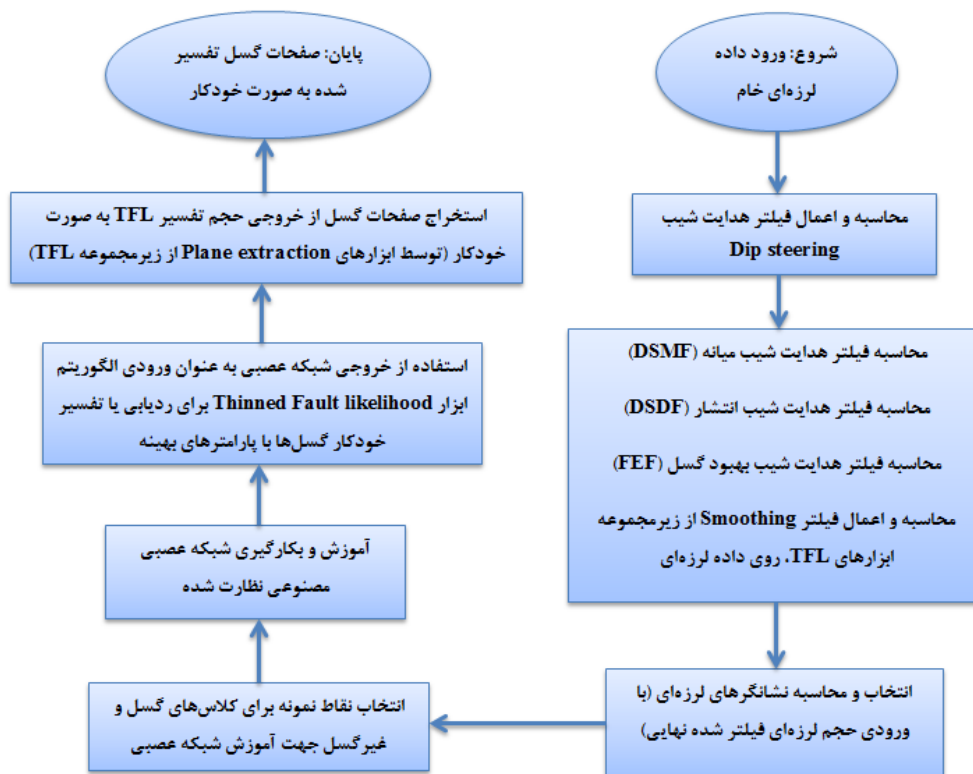 شروع: ورود داده
لرزه‌ای خام
محاسبه و اعمال فیلتر هدایت شیب
Dip steering
محاسبه فیلتر هدایت شیب میانه (DSMF)
محاسبه فیلتر هدایت شیب انتشار (DSDF)
محاسبه فیلتر هدایت شیب بهبود گسل (FEF)
محاسبه و اعمال فیلتر Smoothing از زیرمجموعه
ابزارهای TFL، روی داده لرزه‌ای
انتخاب و محاسبه نشانگرهای لرزه‌ای (با
ورودی حجم لرزه‌ای فیلتر شده نهایی)
انتخاب نقاط نمونه برای کلاس‌های گسل و
غیرگسل جهت آموزش شبکه عصبی
آموزش و بکارگیری شبکه عصبی
مصنوعی نظارت شده
استفاده از خروجی شبکه عصبی به عنوان ورودی الگوریتم
ابزار Thinned Fault likelihood برای ردیابی یا تفسیر
خودکار گسل‌ها با پارامترهای بهینه
استخراج صفحات گسل از خروجی حجم تفسیر TFL به صورت
خودکار (توسط ابزارهای Plane extraction از زیرمجموعه TFL)
پایان: صفحات گسل تفسیر
شده به صورت خودکار